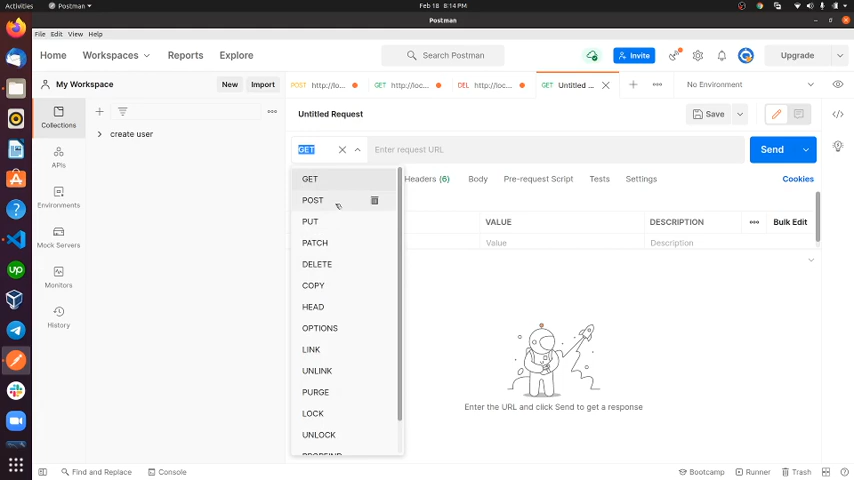 Activities
Postman
Feb 18 8:14 PM
Postman
File Edit View Help
Home
Workspaces
Reports
Explore
Search Postman
Invite
Upgrade
My Workspace
New
Import
POST http://lo...
GET http://loc...
DEL http://loc...
GET Untitled ...
No Environment
Collections
create user
APIs
Environments
Mock Servers
Monitors
History
Untitled Request
Save
GET
Enter request URL
Send
Headers (6)
Body
Pre-request Script
Tests
Settings
Cookies
VALUE
DESCRIPTION
Bulk Edit
Value
Description
GET
POST
PUT
PATCH
DELETE
COPY
HEAD
OPTIONS
LINK
UNLINK
PURGE
LOCK
UNLOCK
PROPFIND
Enter the URL and click Send to get a response
Find and Replace
Console
Bootcamp
Runner
Trash